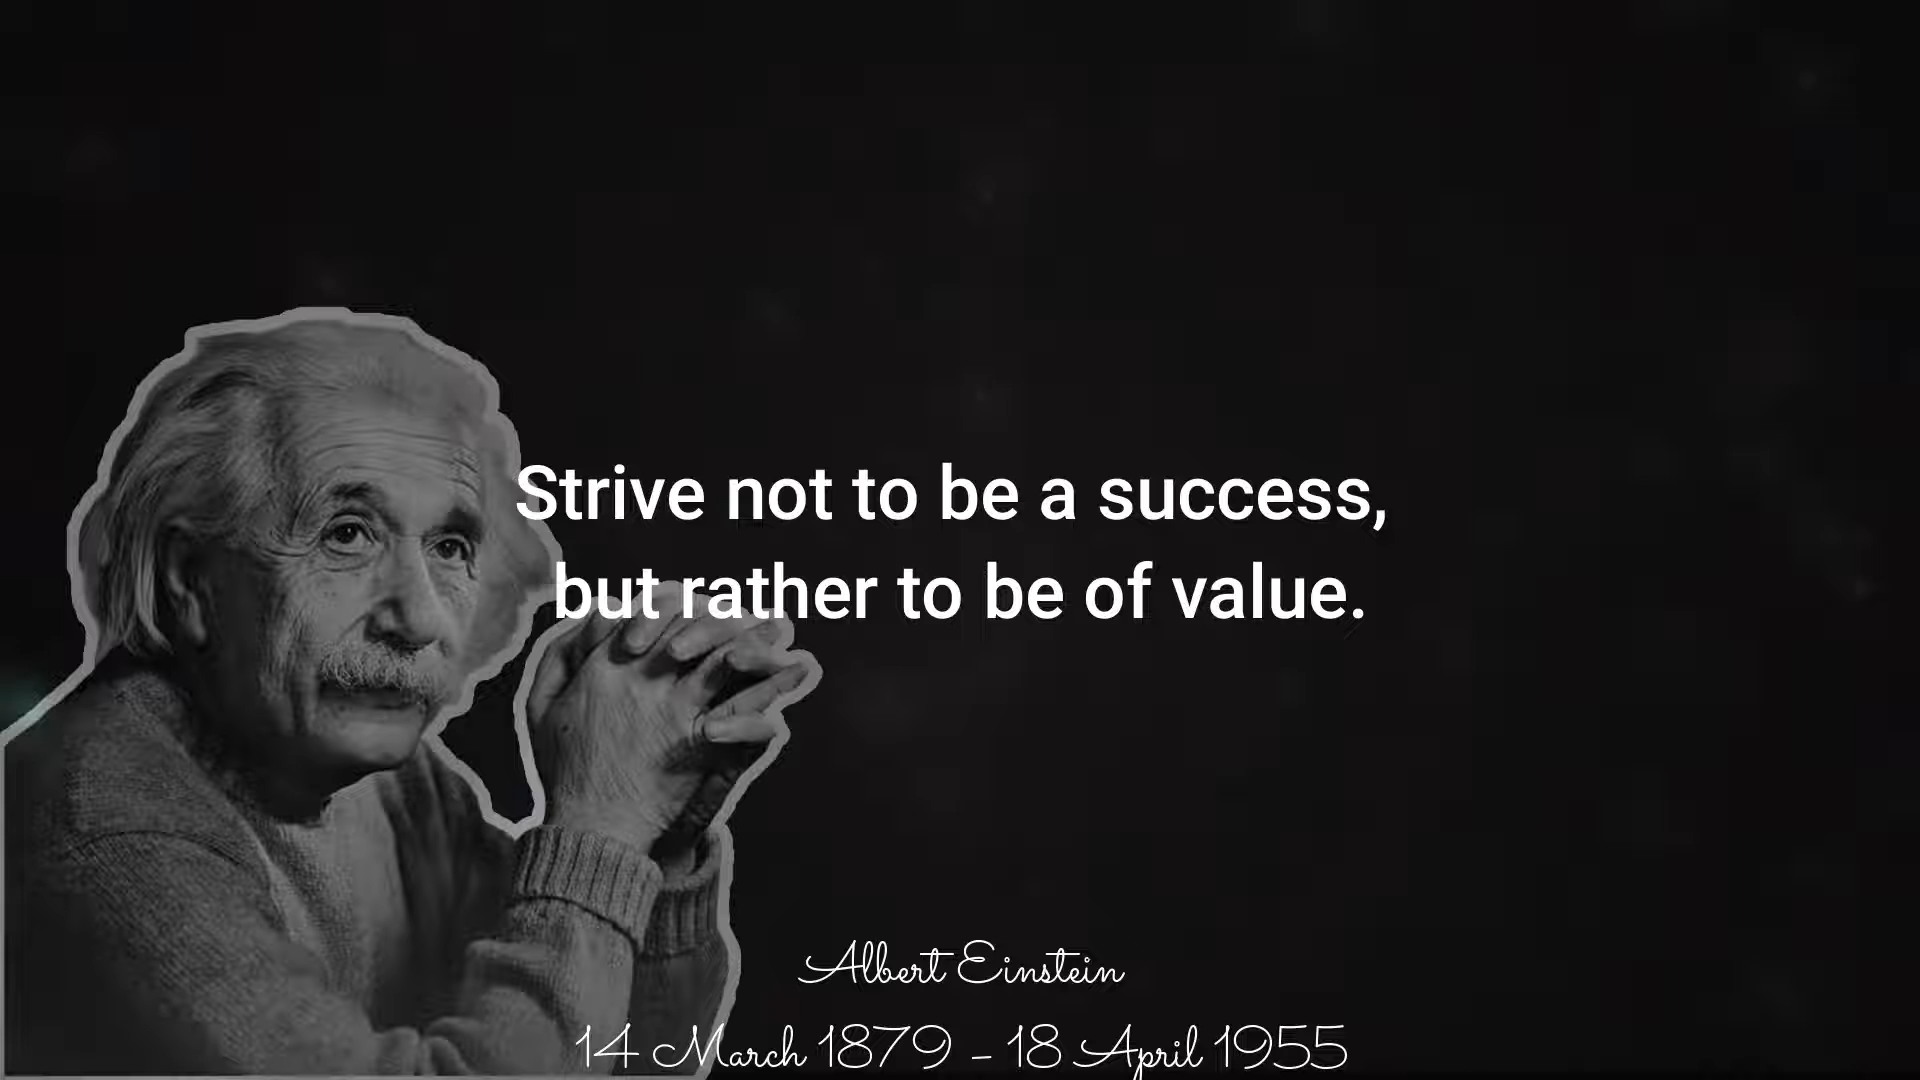 Strive not to be a success,
but rather to be of value.
Albert Einstein
14 March 1879 - 18 April 1955